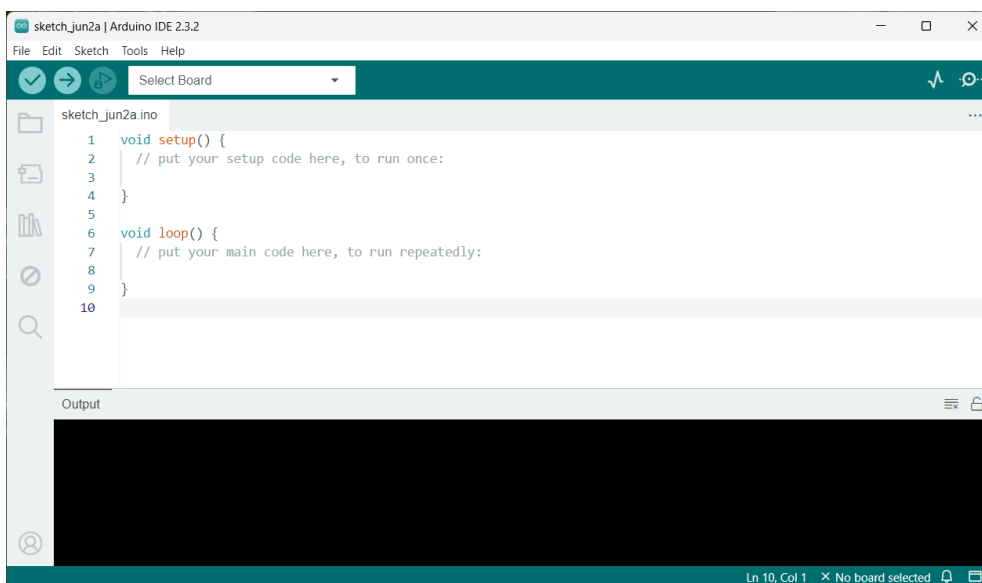 sketch_jun2a | Arduino IDE 2.3.2
File Edit Sketch Tools Help
Select Board
sketch_jun2a.ino
1 void setup() {
2 // put your setup code here, to run once:
3
4 }
5
6 void loop() {
7 // put your main code here, to run repeatedly:
8
9 }
10
Output
Ln 10, Col 1 × No board selected